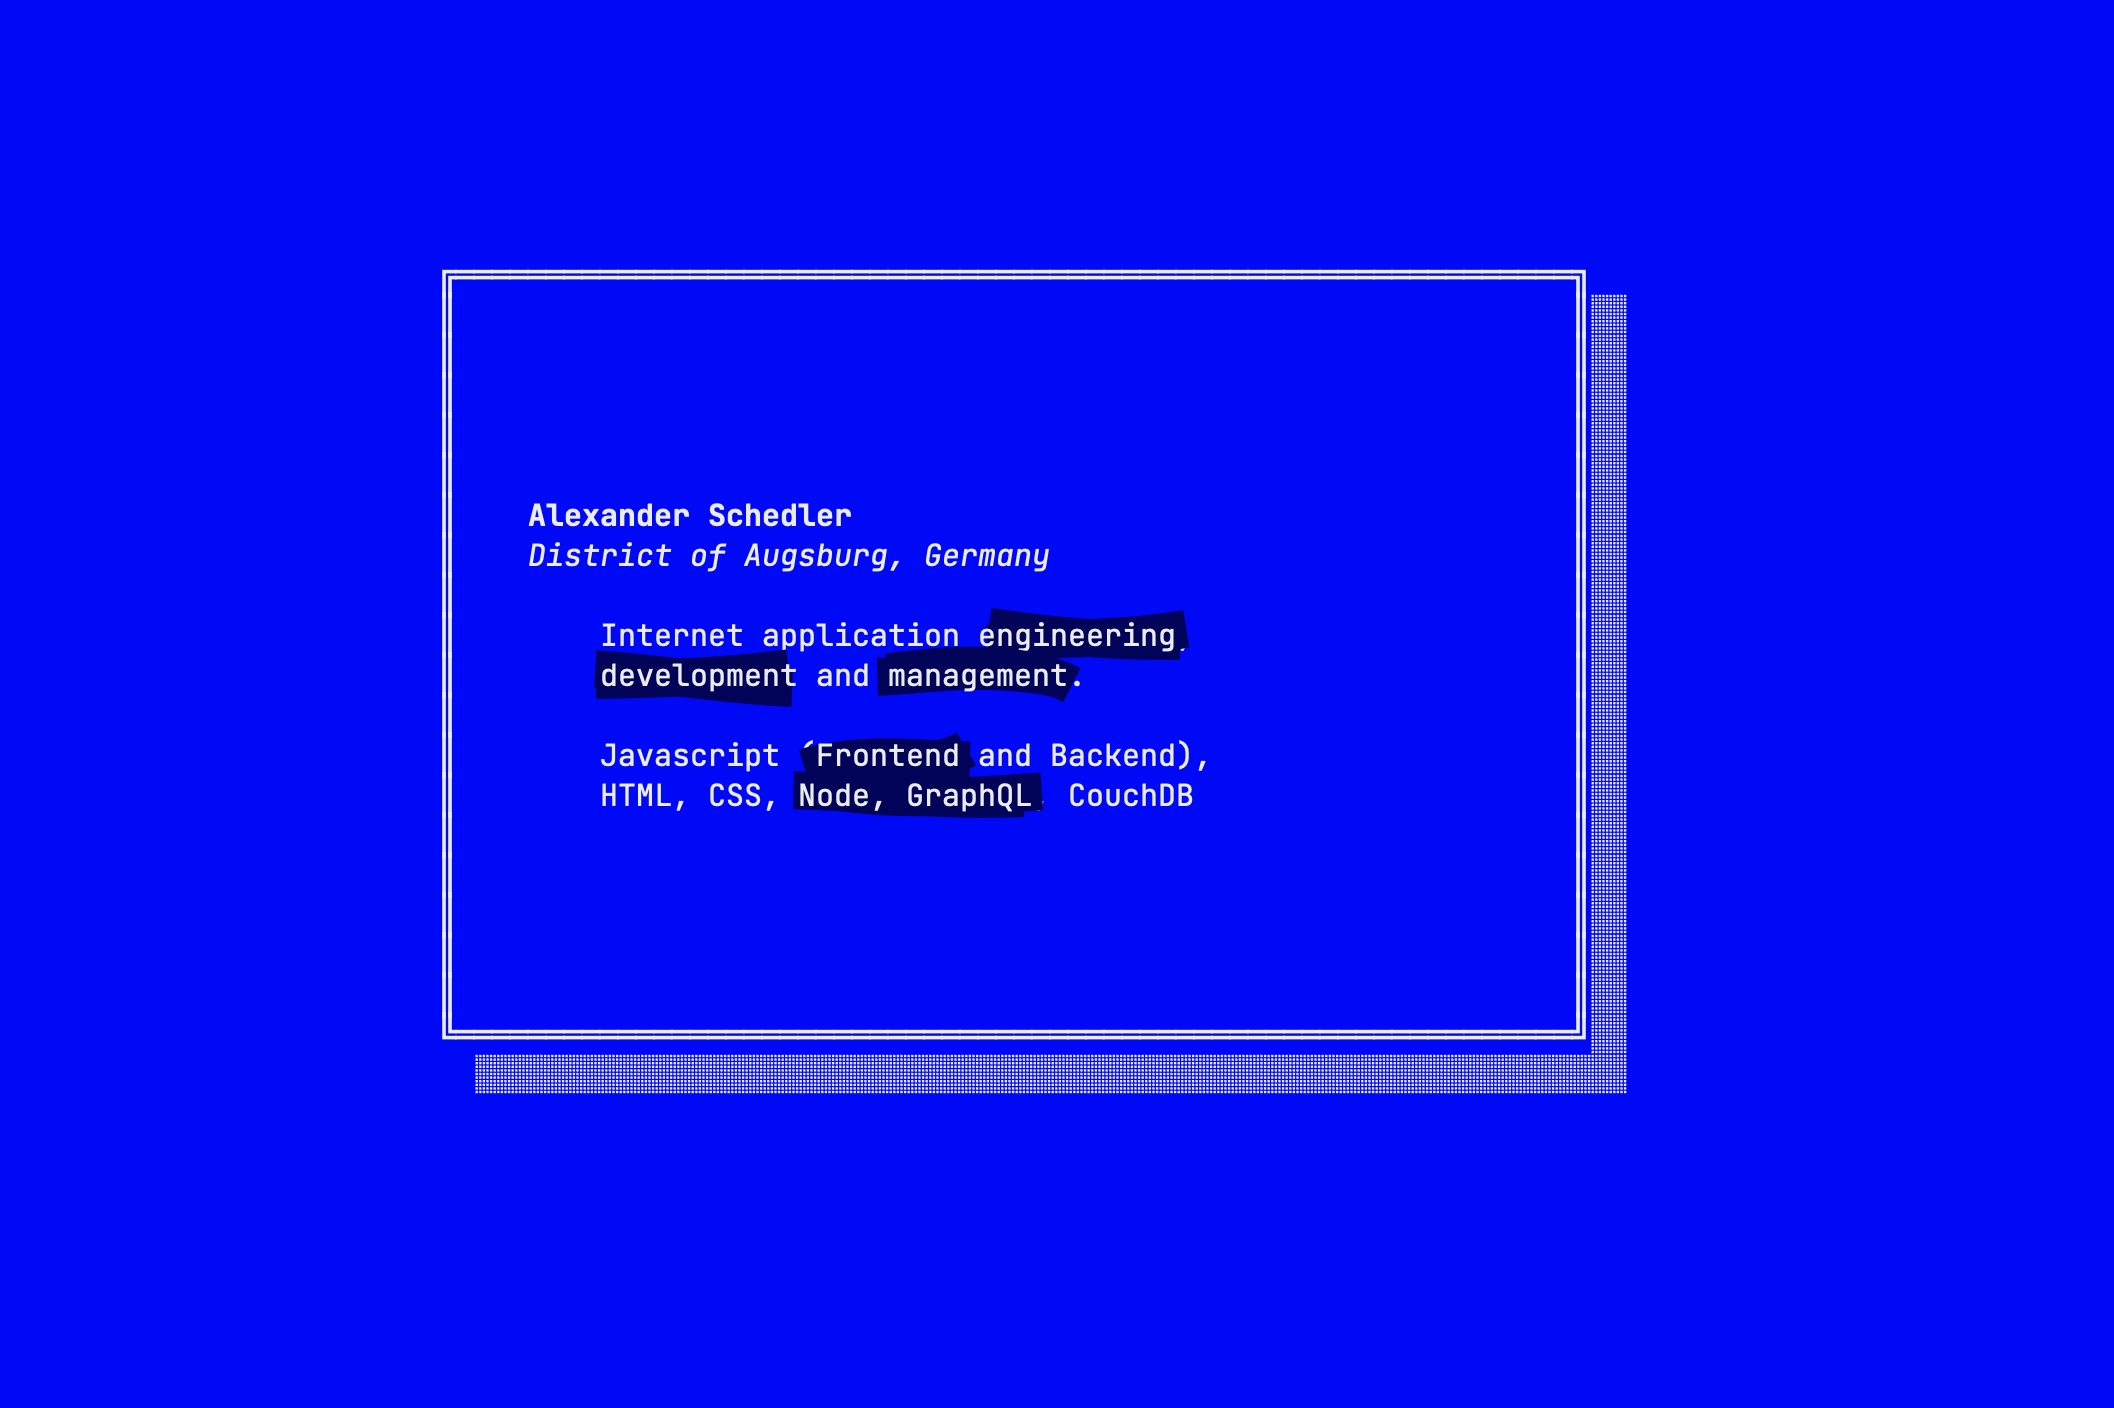 Alexander Schedler
District of Augsburg, Germany
Internet application engineering,
development and management.
Javascript (Frontend and Backend),
HTML, CSS, Node, GraphQL, CouchDB